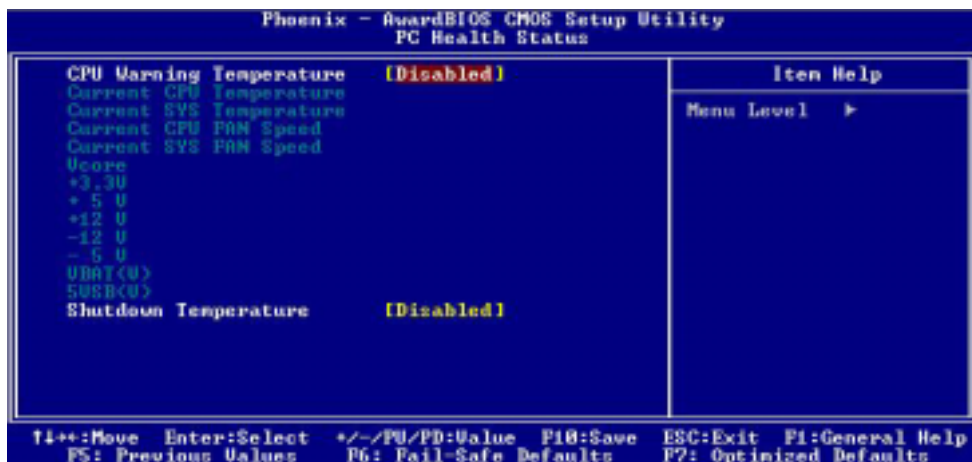 Phoenix - AwardBIOS CMOS Setup Utility
PC Health Status
CPU Warning Temperature [Disabled]
Current CPU Temperature
Current SYS Temperature
Current CPU FAN Speed
Current SYS FAN Speed
Vcore
+3.3V
+ 5 V
+12 V
-12 V
- 5 V
VBAT(V)
5VSB(V)
Shutdown Temperature [Disabled]
Item Help
Menu Level ►
↑↓→←:Move Enter:Select +/-/PU/PD:Value F10:Save ESC:Exit F1:General Help
F5: Previous Values F6: Fail-Safe Defaults F7: Optimized Defaults